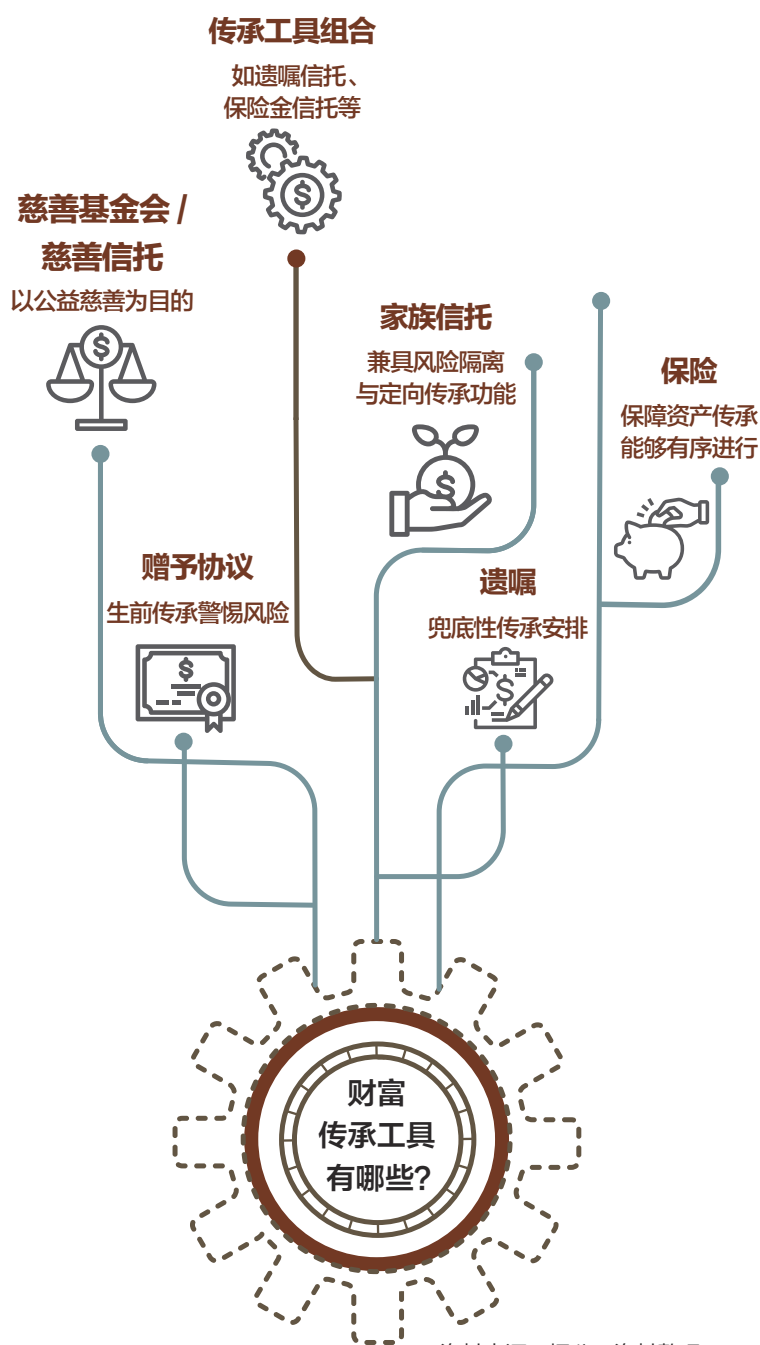 传承工具组合
如遗嘱信托、
保险金信托等
慈善基金会 /
慈善信托
以公益慈善为目的
家族信托
兼具风险隔离
与定向传承功能
保险
保障资产传承
能够有序进行
赠予协议
生前传承警惕风险
遗嘱
兜底性传承安排
财富
传承工具
有哪些?